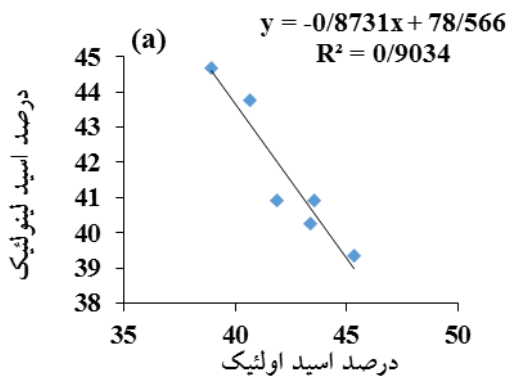 (a)
y = -0/8731x + 78/566
R² = 0/9034
درصد اسید لینولئیک
45
44
43
42
41
40
39
38
35
40
45
50
درصد اسید اولئیک